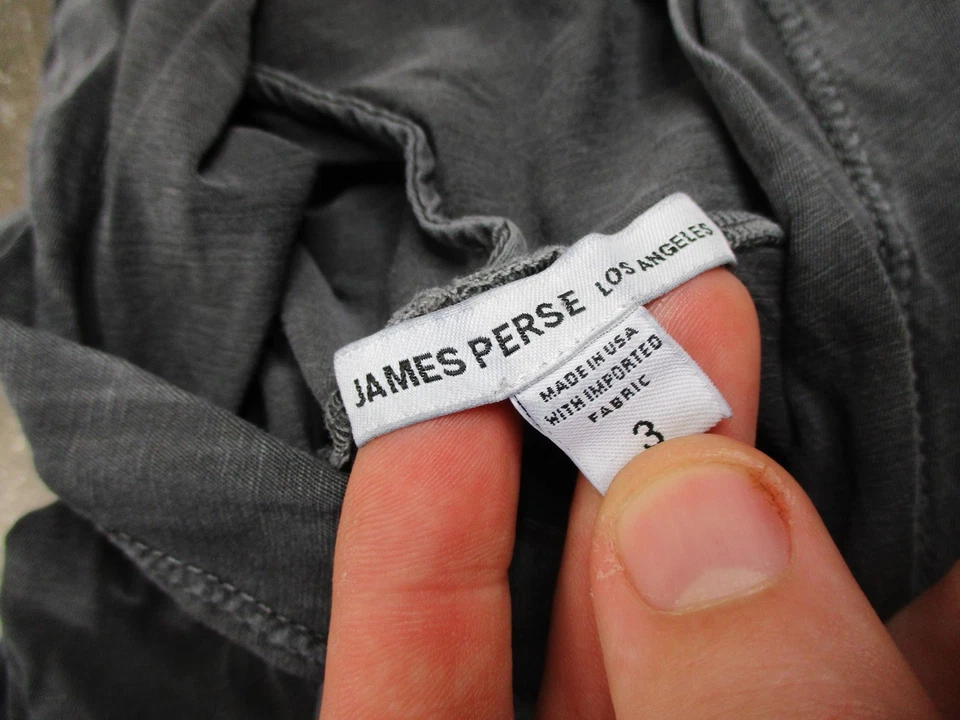 JAMES PERSE LOS ANGELES
MADE IN USA
WITH IMPORTED
FABRIC
3